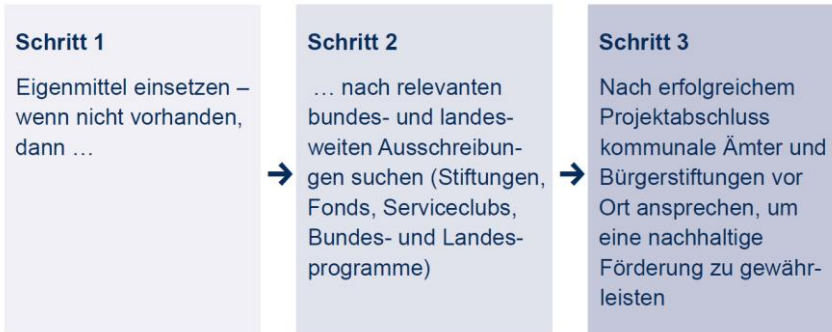 Schritt 1
Eigenmittel einsetzen –
wenn nicht vorhanden,
dann …
Schritt 2
… nach relevanten
bundes- und landes-
weiten Ausschreibun-
gen suchen (Stiftungen,
Fonds, Serviceclubs,
Bundes- und Landes-
programme)
Schritt 3
Nach erfolgreichem
Projektabschluss
kommunale Ämter und
Bürgerstiftungen vor
Ort ansprechen, um
eine nachhaltige
Förderung zu gewähr-
leisten